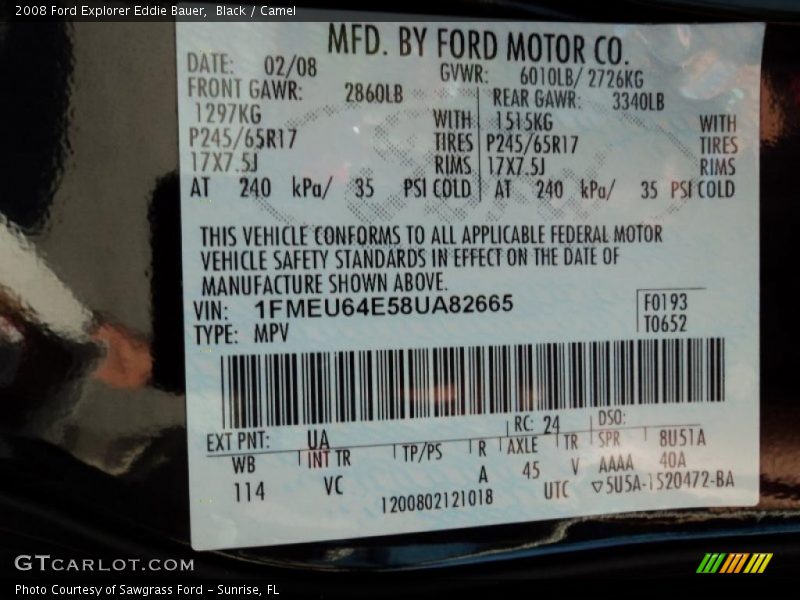 2008 Ford Explorer Eddie Bauer, Black / Camel
MFD. BY FORD MOTOR CO.
DATE: 02/08 GVWR: 6010LB/ 2726KG
FRONT GAWR: 2860LB REAR GAWR: 3340LB
1297KG WITH 1515KG WITH
P245/65R17 TIRES P245/65R17 TIRES
17X7.5J RIMS 17X7.5J RIMS
AT 240 kPa/ 35 PSI COLD AT 240 kPa/ 35 PSI COLD
THIS VEHICLE CONFORMS TO ALL APPLICABLE FEDERAL MOTOR
VEHICLE SAFETY STANDARDS IN EFFECT ON THE DATE OF
MANUFACTURE SHOWN ABOVE.
VIN: 1FMEU64E58UA82665 F0193
TYPE: MPV T0652
EXT PNT: UA RC: 24 DSO:
WB INT TR TP/PS R AXLE TR SPR 8U51A
114 VC A 45 V AAAA 40A
1200802121018 UTC ▽5U5A-1520472-BA
GTCARLOT.COM
Photo Courtesy of Sawgrass Ford - Sunrise, FL